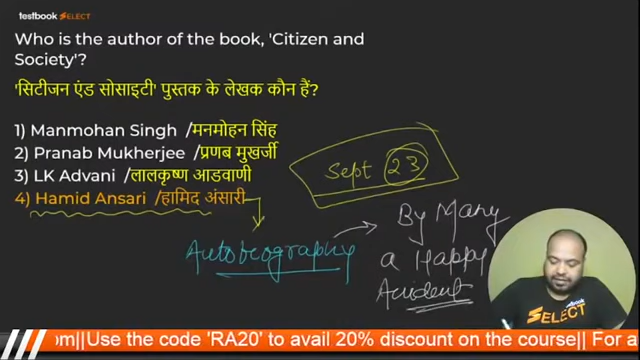 testbook SELECT
Who is the author of the book, 'Citizen and
Society'?
'सिटीजन एंड सोसाइटी' पुस्तक के लेखक कौन हैं?
1) Manmohan Singh /मनमोहन सिंह
2) Pranab Mukherjee /प्रणब मुखर्जी
3) LK Advani /लालकृष्ण आडवाणी
4) Hamid Ansari /हामिद अंसारी
Sept 23
Autobeography
By Many
a Happy
Accident
SELECT
om||Use the code 'RA20' to avail 20% discount on the course|| For a